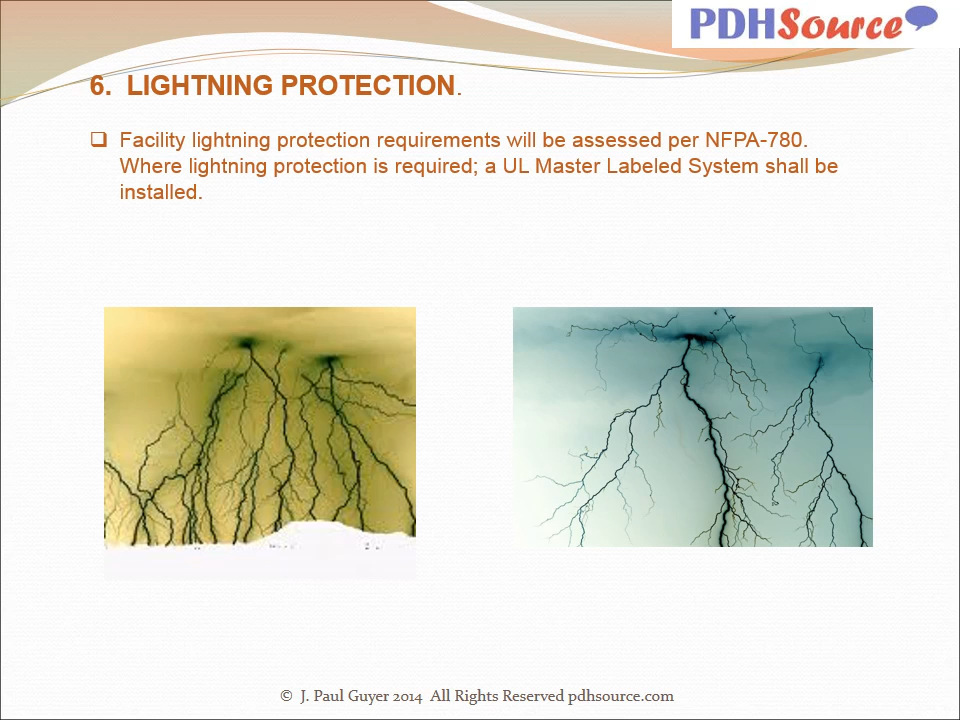 PDHSource
6. LIGHTNING PROTECTION.
Facility lightning protection requirements will be assessed per NFPA-780.
Where lightning protection is required; a UL Master Labeled System shall be
installed.
© J. Paul Guyer 2014 All Rights Reserved pdhsource.com